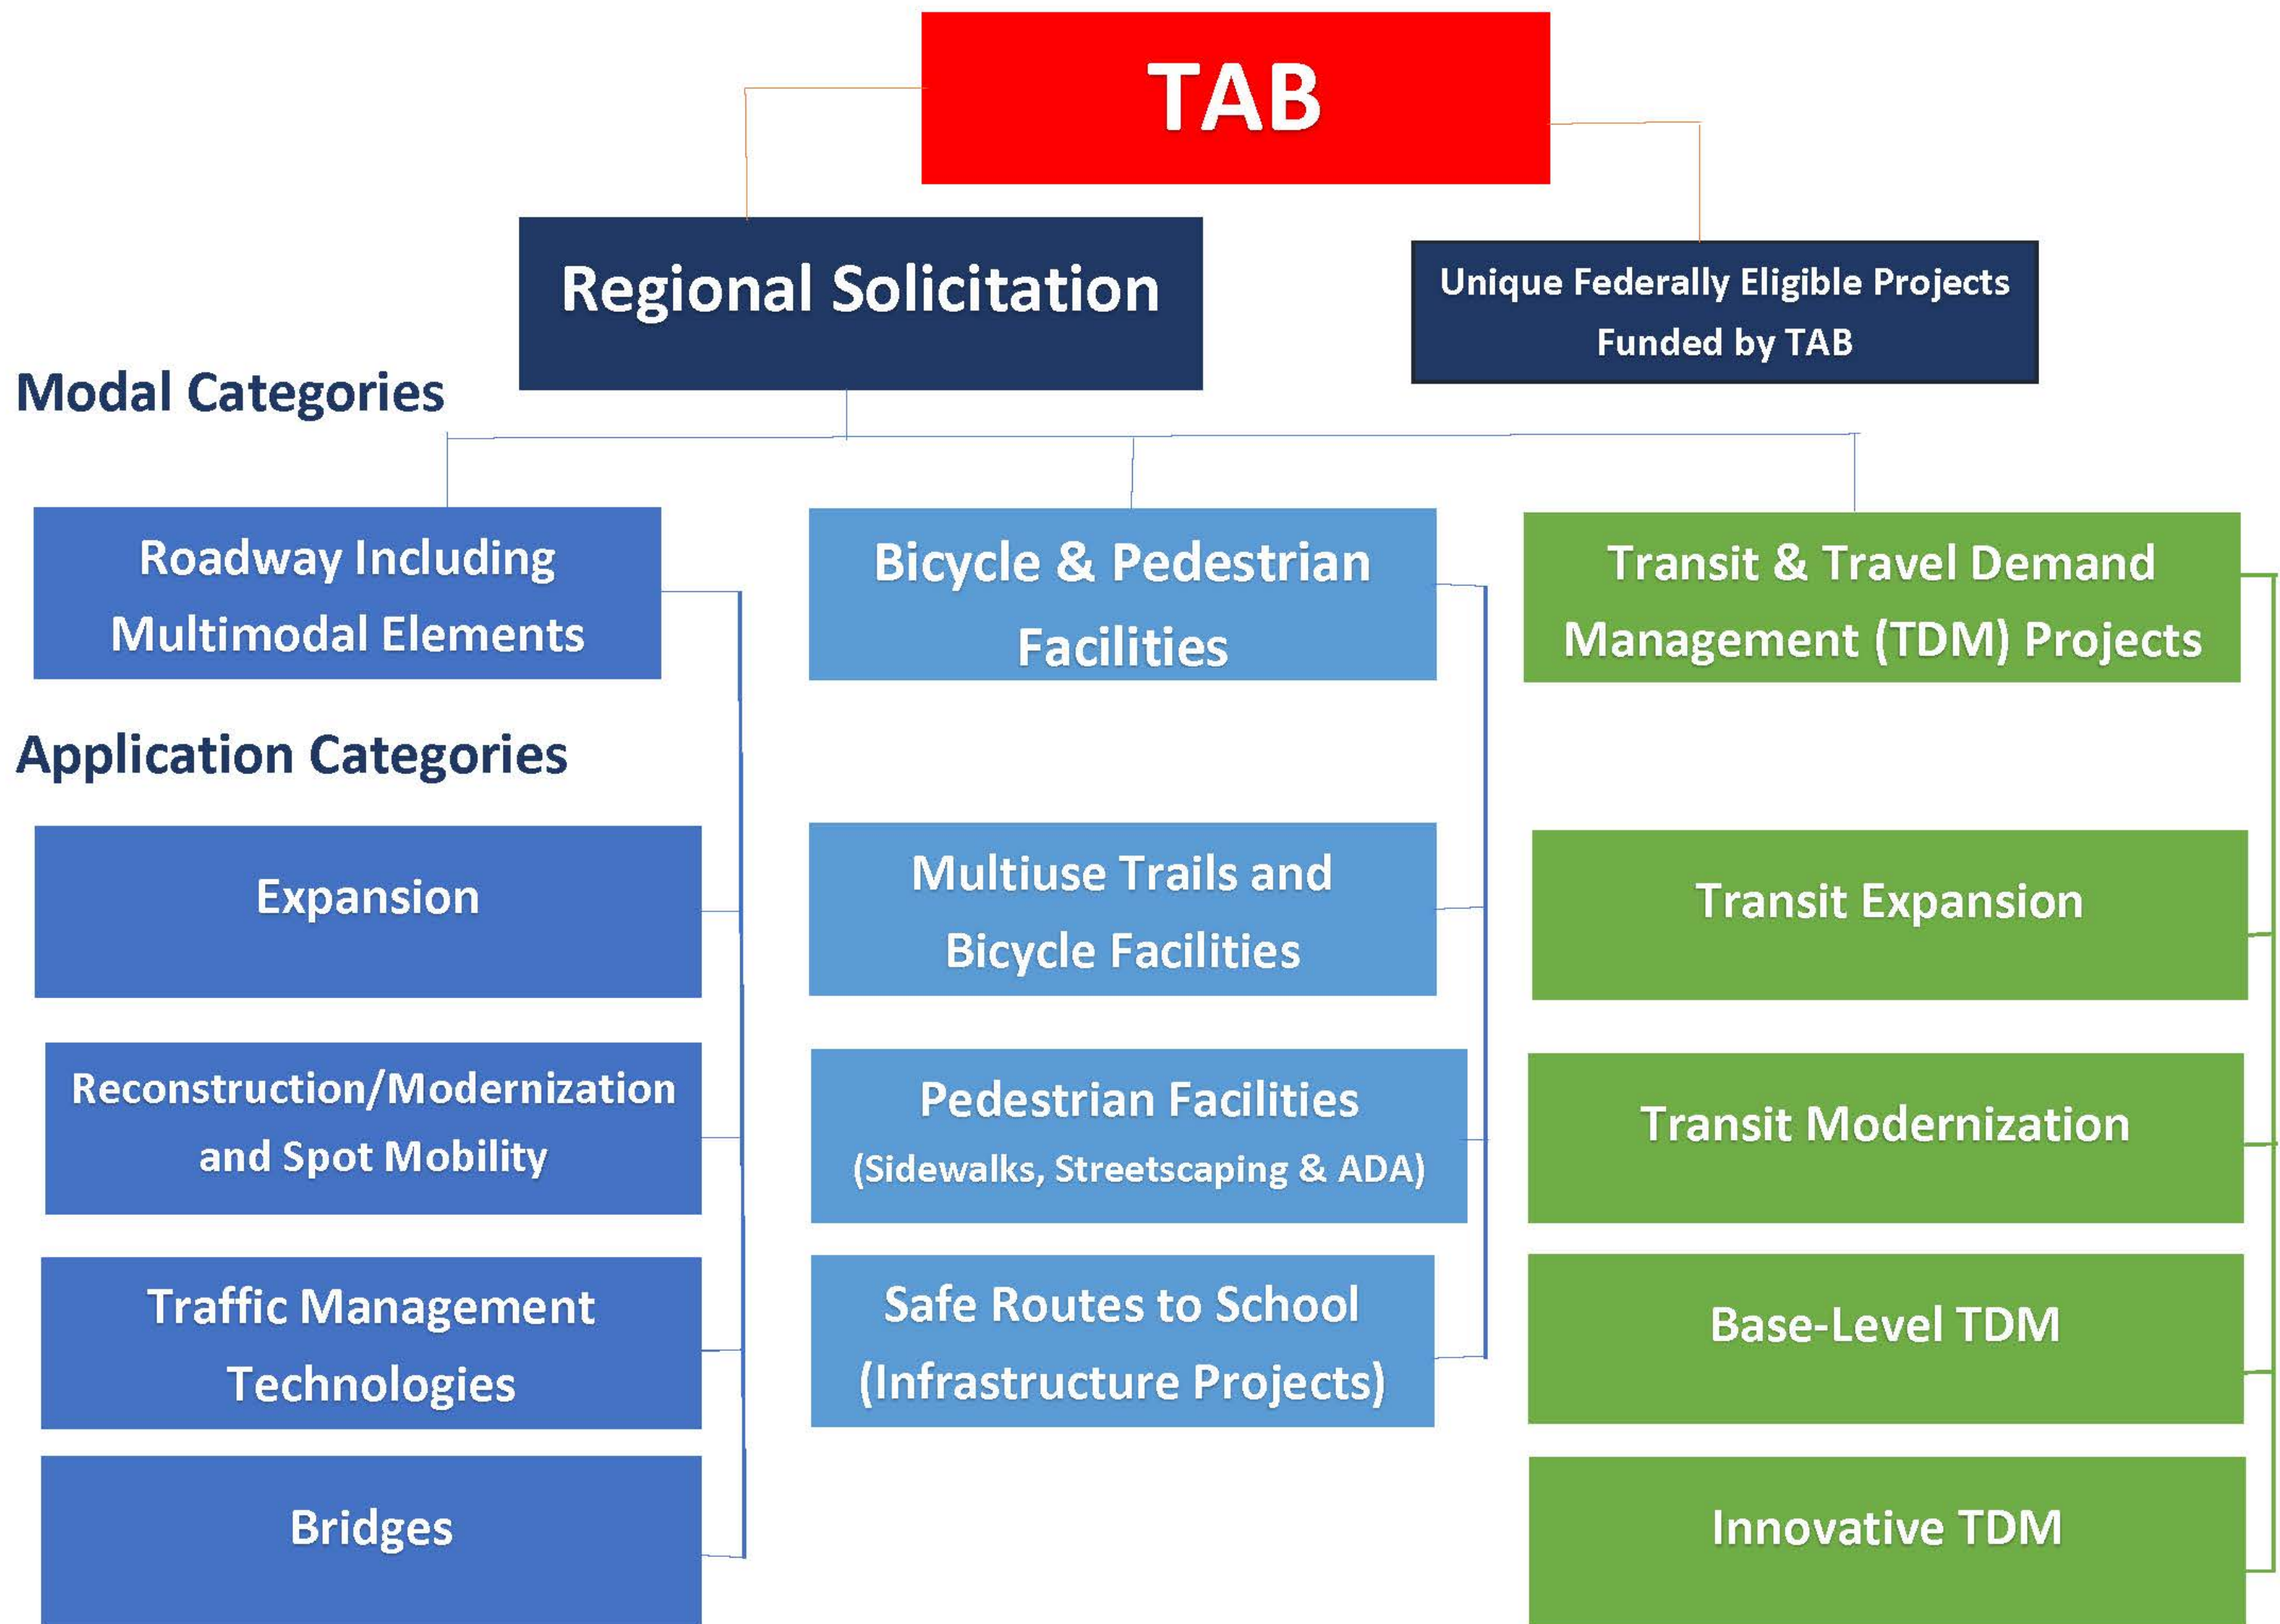 TAB
Regional Solicitation
Unique Federally Eligible Projects
Funded by TAB
Modal Categories
Roadway Including
Multimodal Elements
Bicycle & Pedestrian
Facilities
Transit & Travel Demand
Management (TDM) Projects
Application Categories
Expansion
Reconstruction/Modernization
and Spot Mobility
Traffic Management
Technologies
Bridges
Multiuse Trails and
Bicycle Facilities
Pedestrian Facilities
(Sidewalks, Streetscaping & ADA)
Safe Routes to School
(Infrastructure Projects)
Transit Expansion
Transit Modernization
Base-Level TDM
Innovative TDM